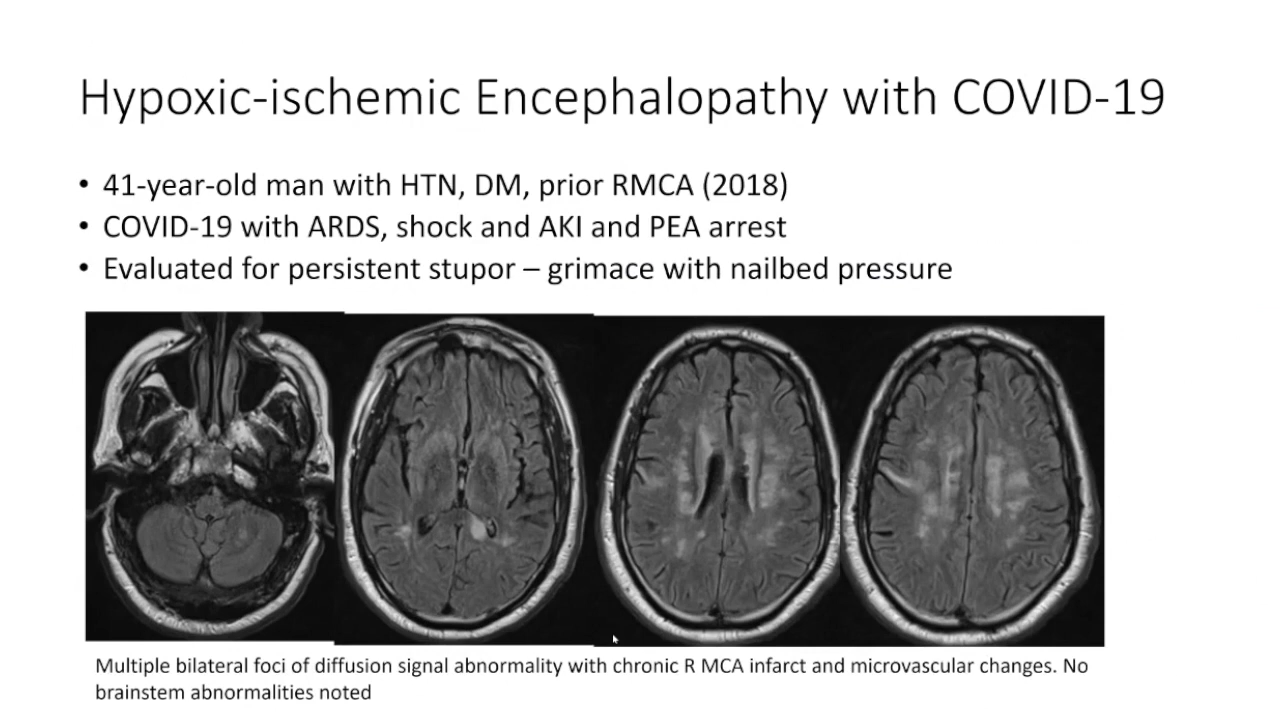 Hypoxic-ischemic Encephalopathy with COVID-19
• 41-year-old man with HTN, DM, prior RMCA (2018)
• COVID-19 with ARDS, shock and AKI and PEA arrest
• Evaluated for persistent stupor – grimace with nailbed pressure
Multiple bilateral foci of diffusion signal abnormality with chronic R MCA infarct and microvascular changes. No
brainstem abnormalities noted